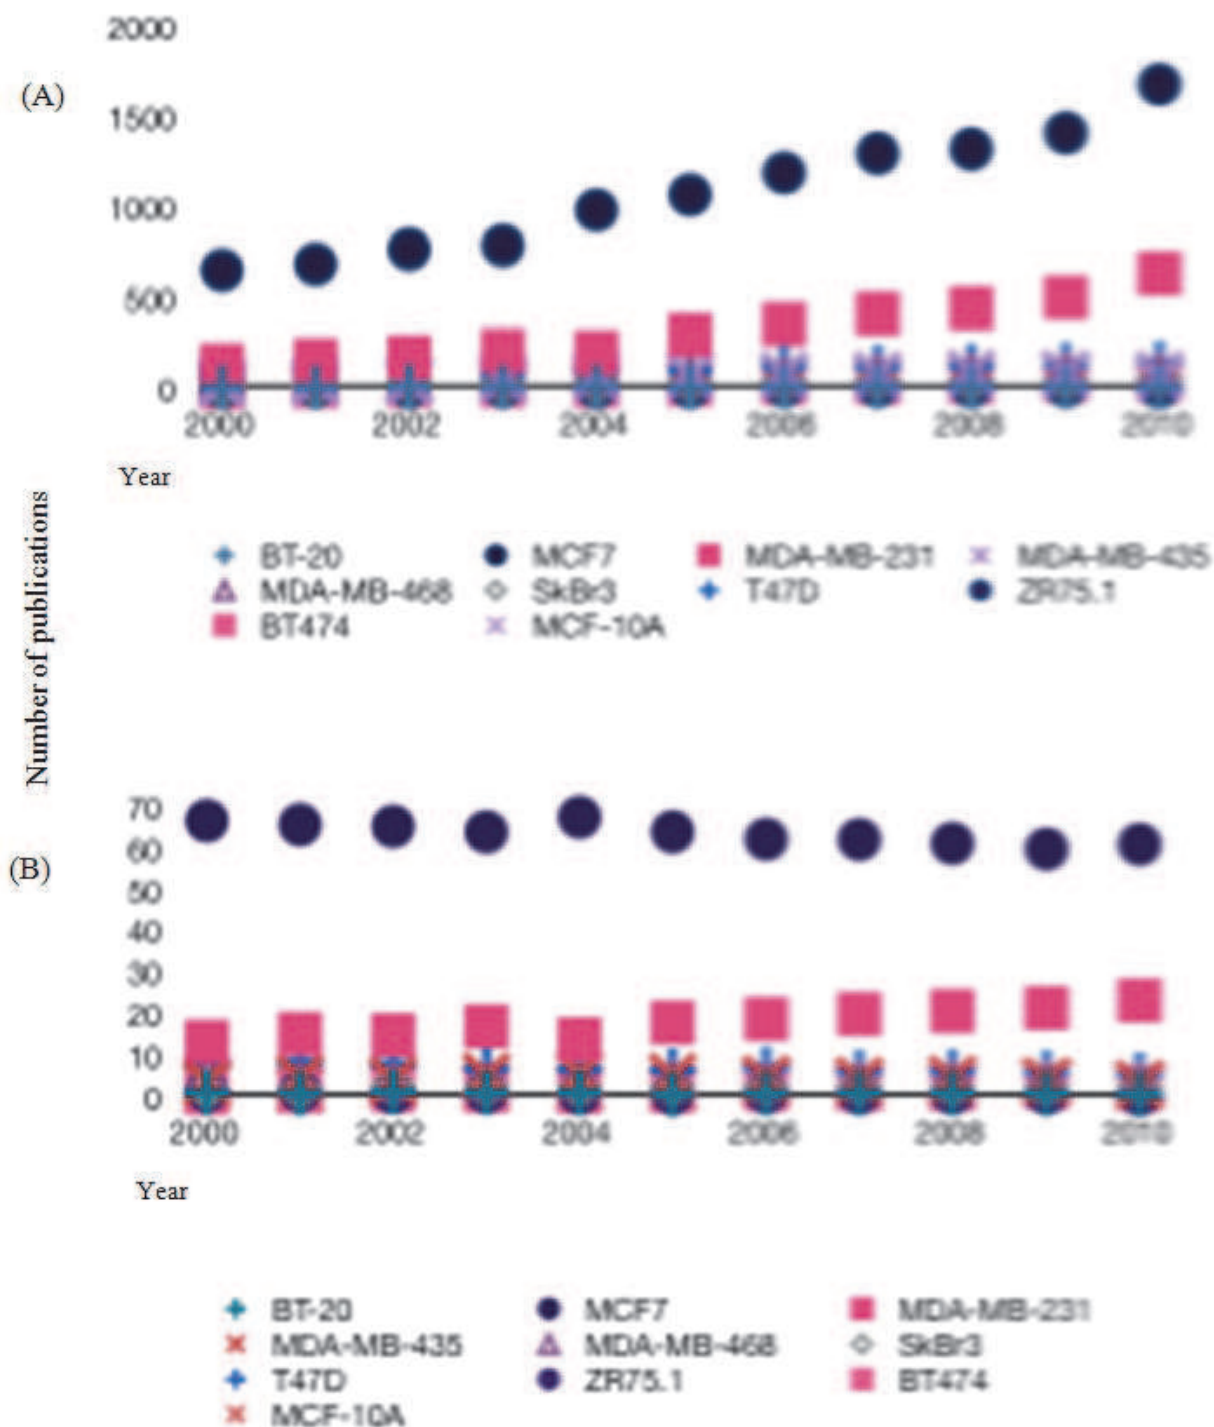 2000
(A)
1500
1000
500
0
2000 2002 2004 2006 2008 2010
Year
Number of publications
BT-20 MCF7 MDA-MB-231 MDA-MB-435
MDA-MB-468 SkBr3 T47D ZR75.1
BT474 MCF-10A
70
60
(B)
50
40
30
20
10
0
2000 2002 2004 2006 2008 2010
Year
BT-20 MCF7 MDA-MB-231
MDA-MB-435 MDA-MB-468 SkBr3
T47D ZR75.1 BT474
MCF-10A